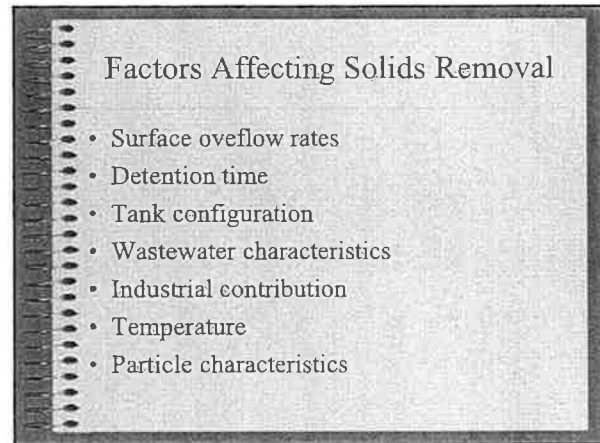 Factors Affecting Solids Removal
• Surface oveflow rates
• Detention time
• Tank configuration
• Wastewater characteristics
• Industrial contribution
• Temperature
• Particle characteristics